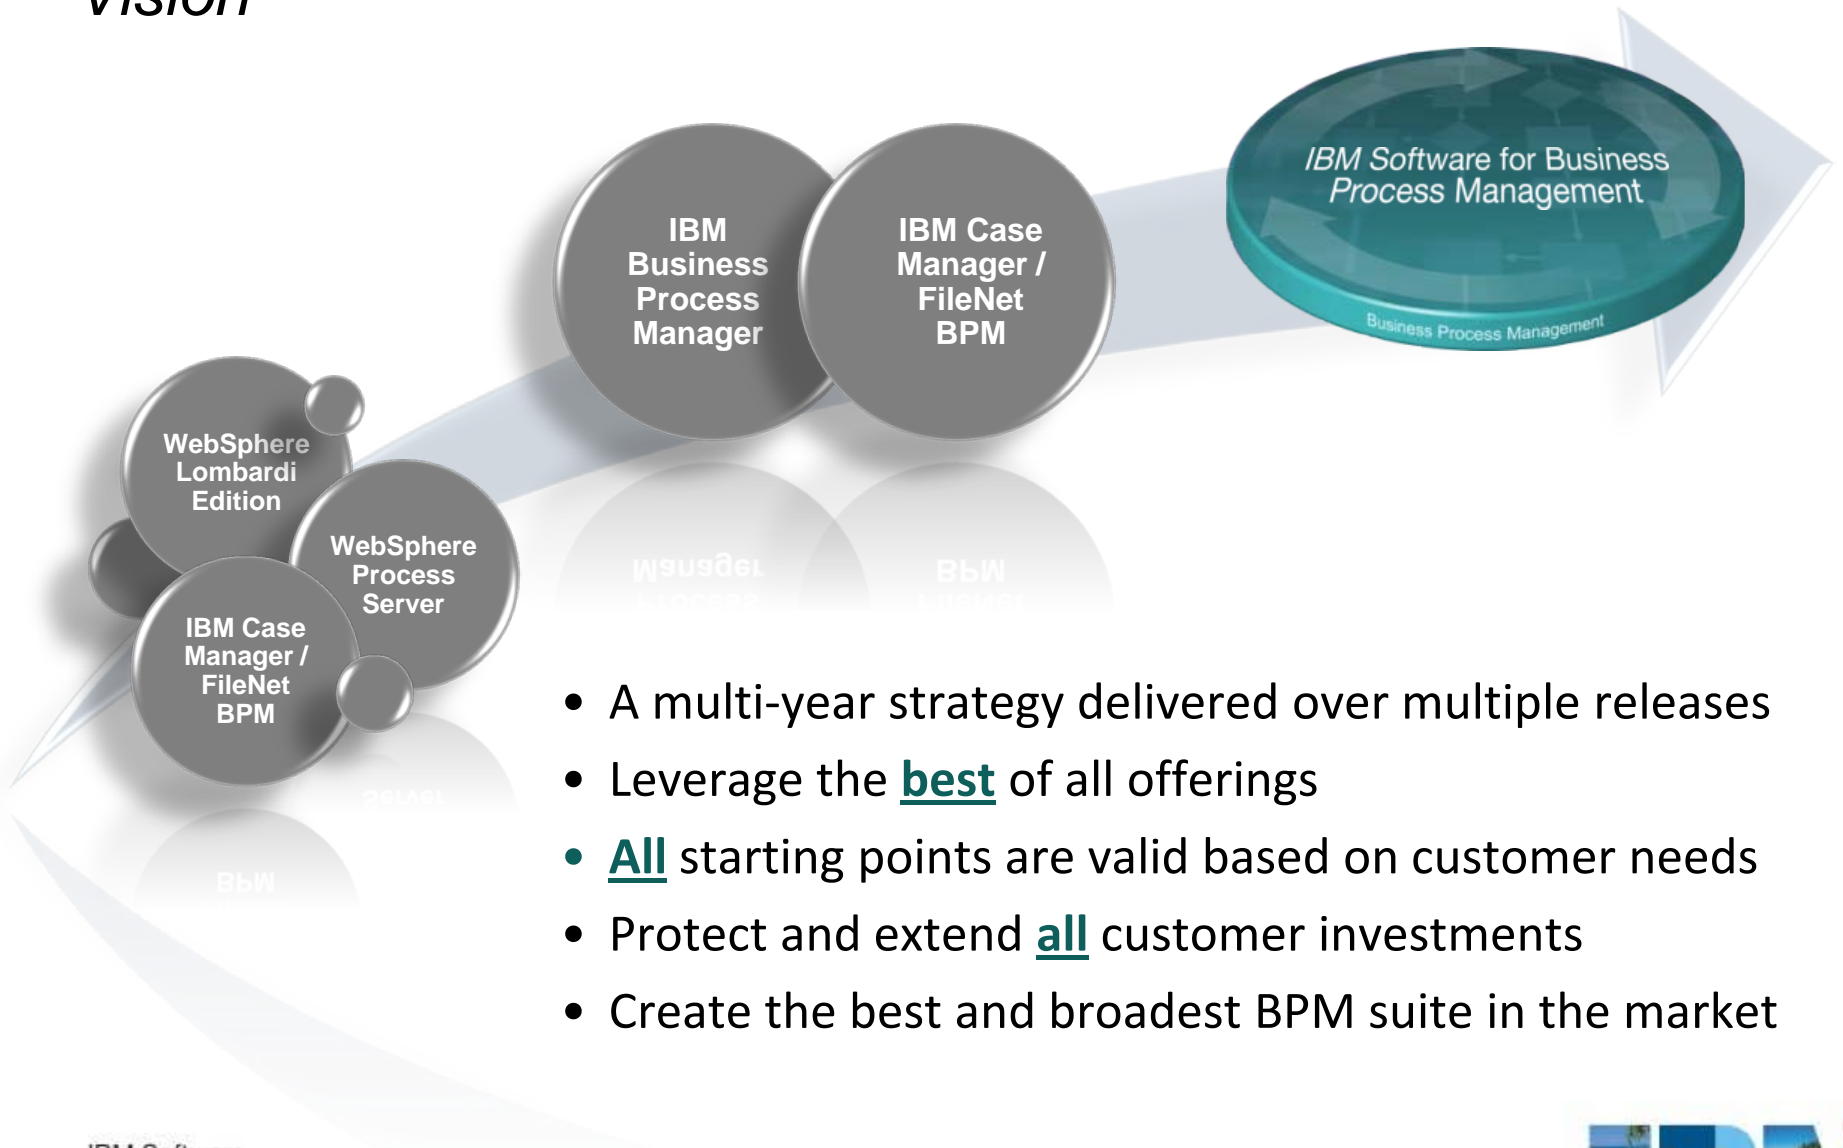 Vision
IBM Software for Business
Process Management
Business Process Management
IBM
Business
Process
Manager
IBM Case
Manager /
FileNet
BPM
WebSphere
Lombardi
Edition
WebSphere
Process
Server
IBM Case
Manager /
FileNet
BPM
• A multi-year strategy delivered over multiple releases
• Leverage the best of all offerings
• All starting points are valid based on customer needs
• Protect and extend all customer investments
• Create the best and broadest BPM suite in the market